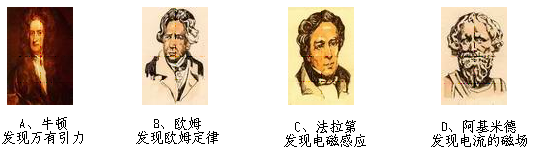 A、牛顿
发现万有引力
B、欧姆
发现欧姆定律
C、法拉第
发现电磁感应
D、阿基米德
发现电流的磁场